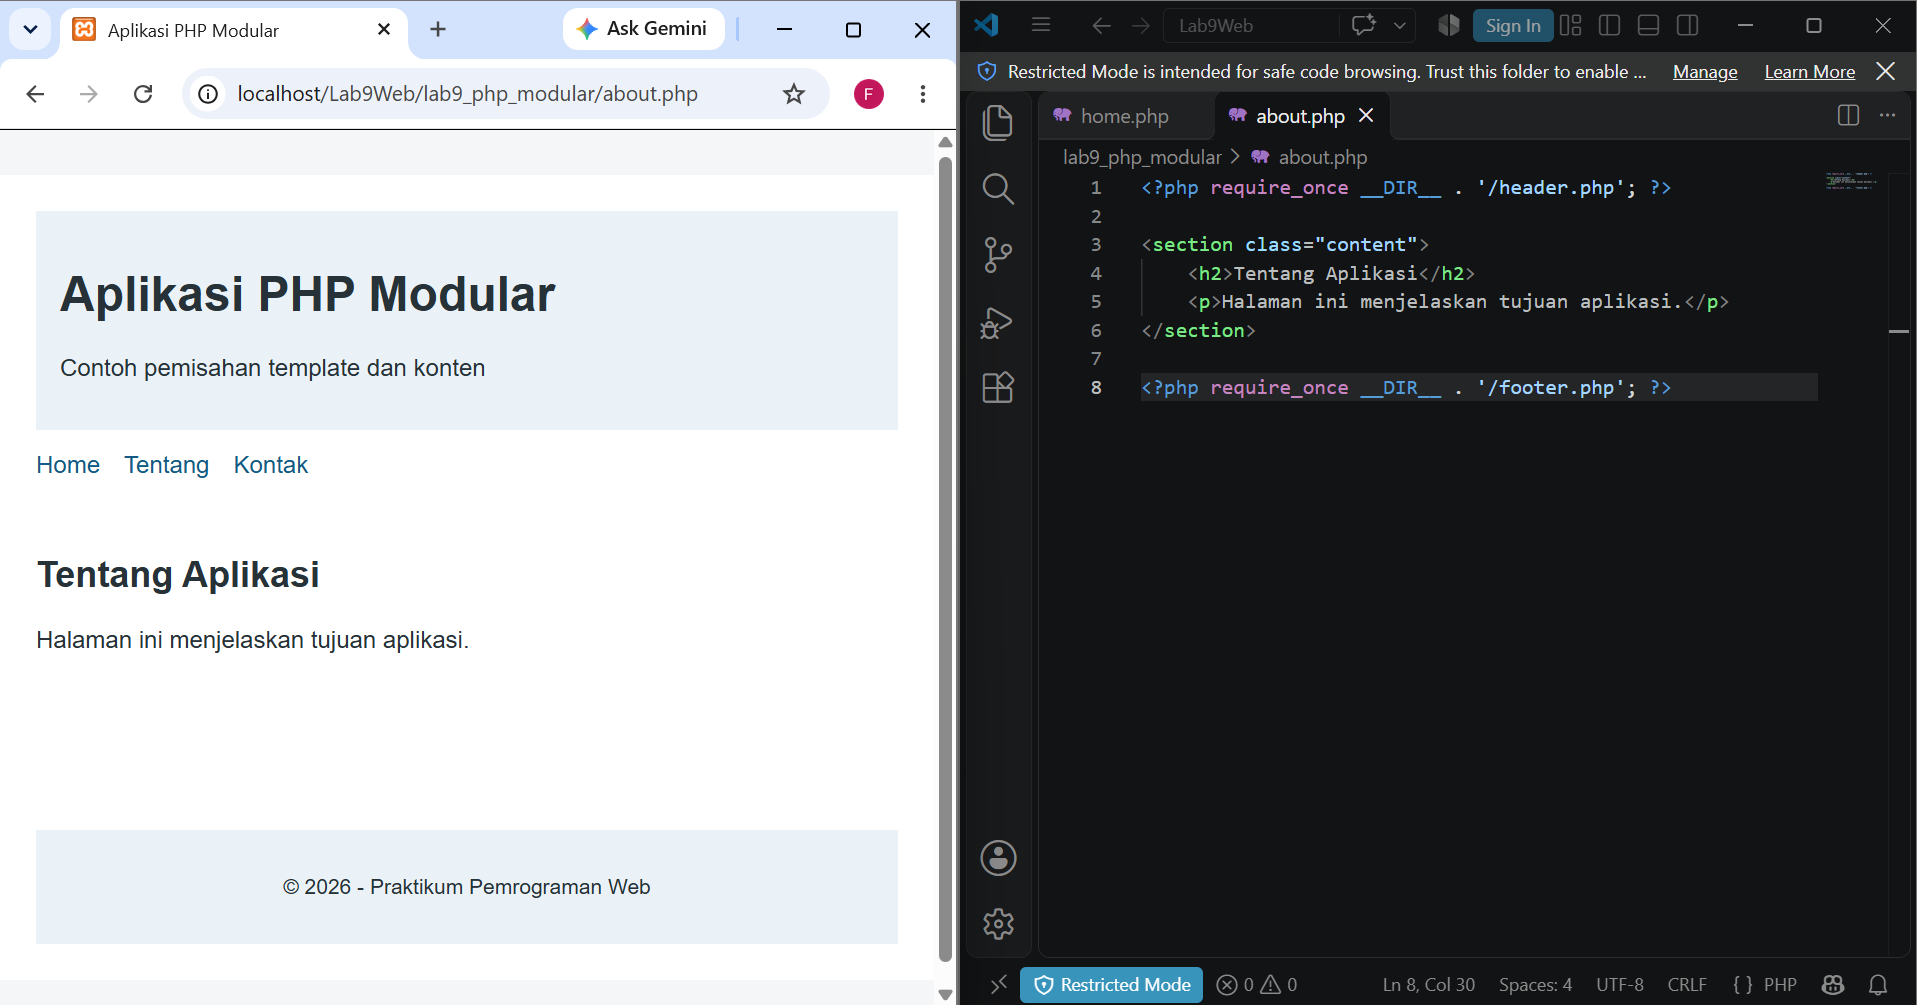 Aplikasi PHP Modular
Ask Gemini
localhost/Lab9Web/lab9_php_modular/about.php
F
Aplikasi PHP Modular
Contoh pemisahan template dan konten
Home Tentang Kontak
Tentang Aplikasi
Halaman ini menjelaskan tujuan aplikasi.
© 2026 - Praktikum Pemrograman Web
Lab9Web
Sign In
Restricted Mode is intended for safe code browsing. Trust this folder to enable ... Manage Learn More
home.php about.php
lab9_php_modular > about.php
1 <?php require_once __DIR__ . '/header.php'; ?>
2
3 <section class="content">
4 <h2>Tentang Aplikasi</h2>
5 <p>Halaman ini menjelaskan tujuan aplikasi.</p>
6 </section>
7
8 <?php require_once __DIR__ . '/footer.php'; ?>
Restricted Mode 0 0 Ln 8, Col 30 Spaces: 4 UTF-8 CRLF { } PHP